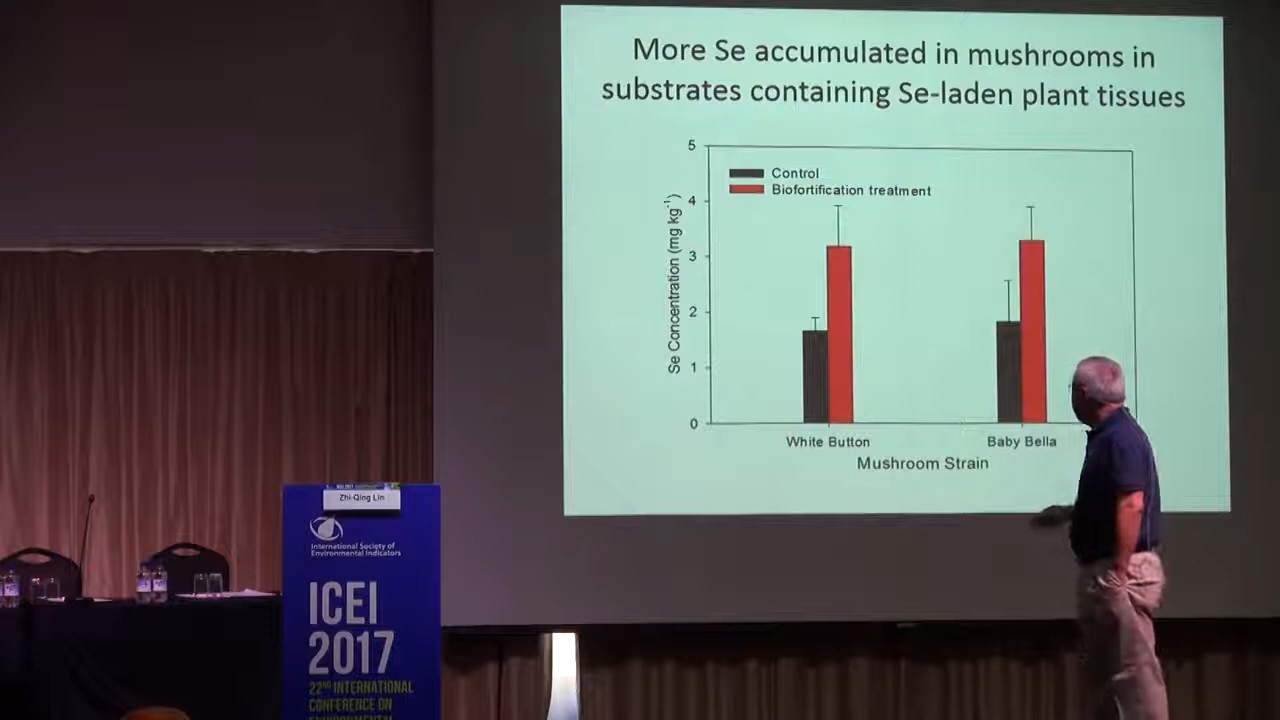 More Se accumulated in mushrooms in
substrates containing Se-laden plant tissues
5
4
3
2
1
0
Se Concentration (mg kg⁻¹)
Control
Biofortification treatment
White Button
Baby Bella
Mushroom Strain
Zhi-Qing Lin
International Society of
Environmental Indicators
ICEI
2017
22ND INTERNATIONAL
CONFERENCE ON